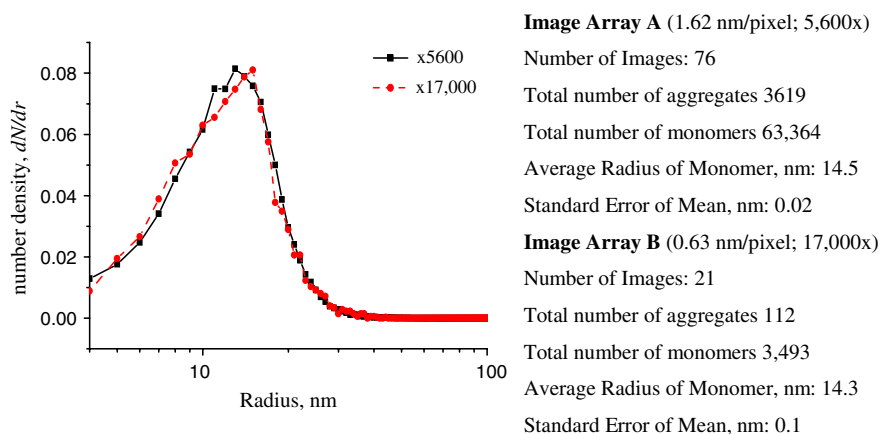 x5600
x17,000
0.08
0.06
0.04
0.02
0.00
number density, dN/dr
10
100
Radius, nm
Image Array A (1.62 nm/pixel; 5,600x)
Number of Images: 76
Total number of aggregates 3619
Total number of monomers 63,364
Average Radius of Monomer, nm: 14.5
Standard Error of Mean, nm: 0.02
Image Array B (0.63 nm/pixel; 17,000x)
Number of Images: 21
Total number of aggregates 112
Total number of monomers 3,493
Average Radius of Monomer, nm: 14.3
Standard Error of Mean, nm: 0.1